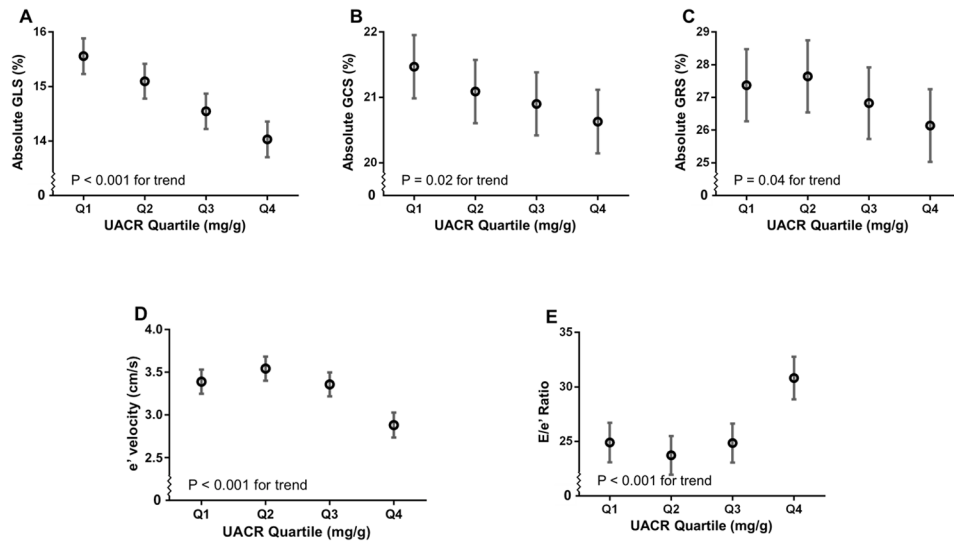 A
Absolute GLS (%)
16
15
14
0
P < 0.001 for trend
Q1 Q2 Q3 Q4
UACR Quartile (mg/g)
B
Absolute GCS (%)
22
21
20
0
P = 0.02 for trend
Q1 Q2 Q3 Q4
UACR Quartile (mg/g)
C
Absolute GRS (%)
29
28
27
26
25
0
P = 0.04 for trend
Q1 Q2 Q3 Q4
UACR Quartile (mg/g)
D
e' velocity (cm/s)
4.0
3.5
3.0
2.5
0
P < 0.001 for trend
Q1 Q2 Q3 Q4
UACR Quartile (mg/g)
E
E/e' Ratio
35
30
25
0
P < 0.001 for trend
Q1 Q2 Q3 Q4
UACR Quartile (mg/g)